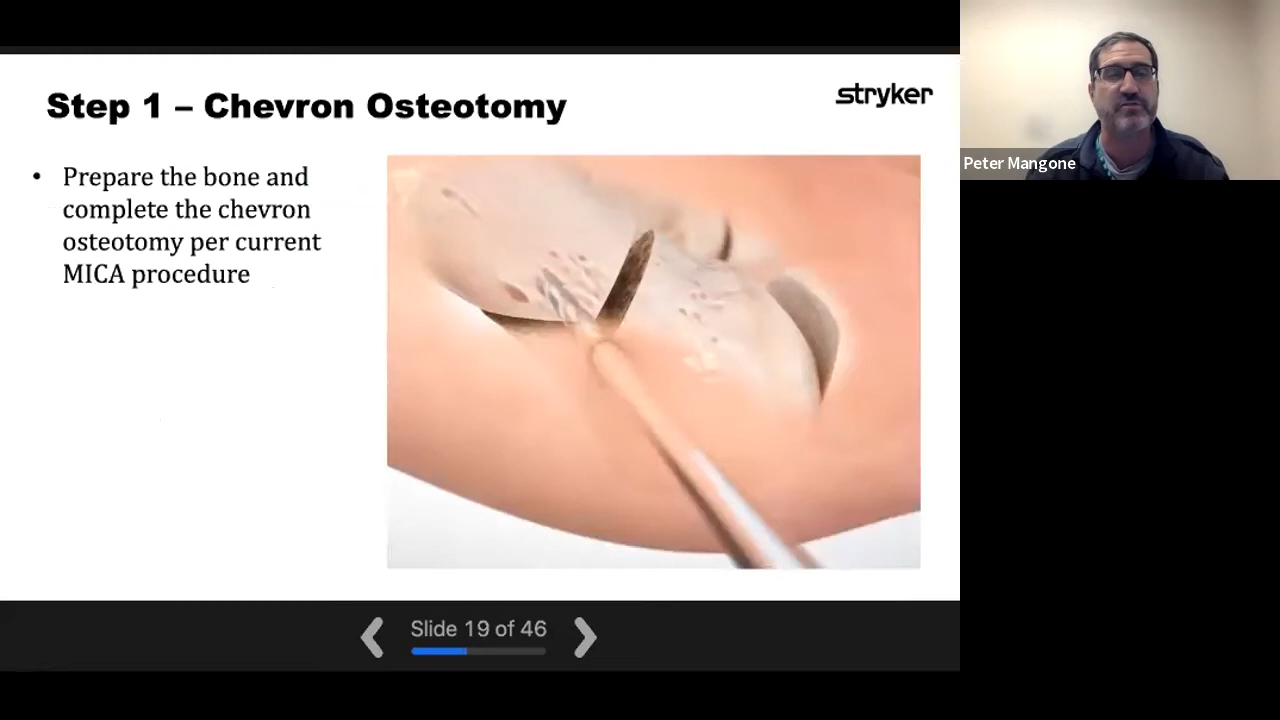 Step 1 – Chevron Osteotomy
stryker
• Prepare the bone and
complete the chevron
osteotomy per current
MICA procedure
Peter Mangone
Slide 19 of 46